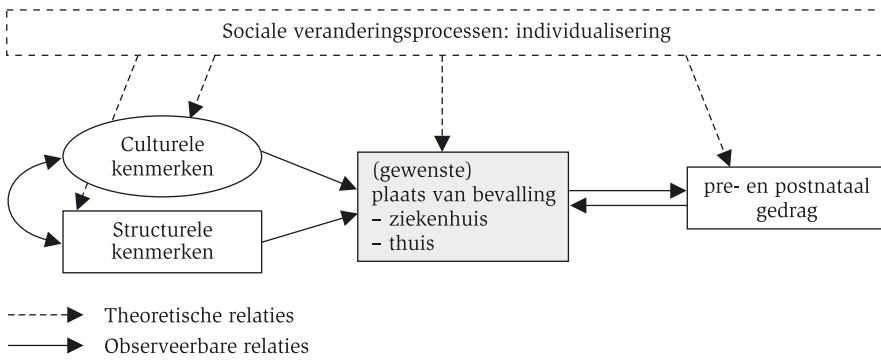 Sociale veranderingsprocessen: individualisering
Culturele
kenmerken
Structurele
kenmerken
(gewenste)
plaats van bevalling
– ziekenhuis
– thuis
pre- en postnataal
gedrag
Theoretische relaties
Observeerbare relaties